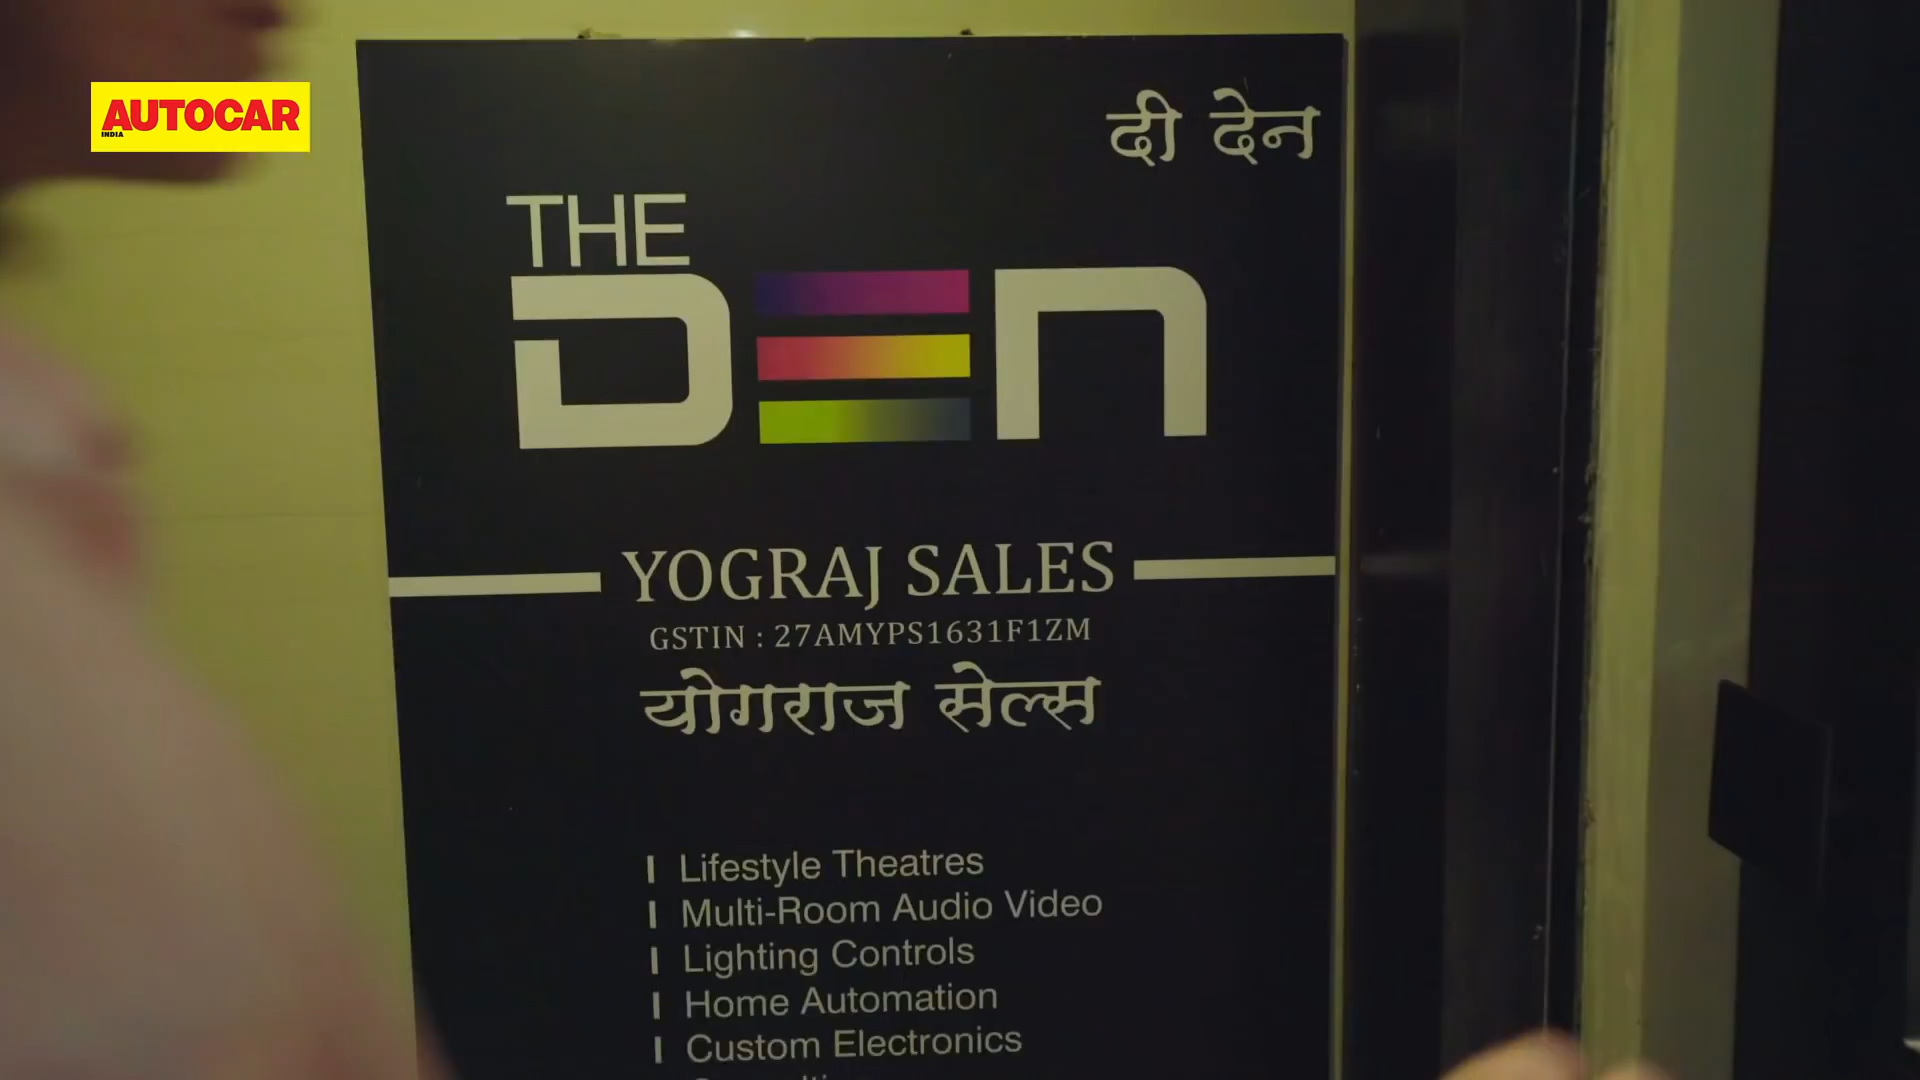 AUTOCAR
INDIA
दी देन
THE
DEN
YOGRAJ SALES
GSTIN : 27AMYPS1631F1ZM
योगराज सेल्स
Lifestyle Theatres
Multi-Room Audio Video
Lighting Controls
Home Automation
Custom Electronics